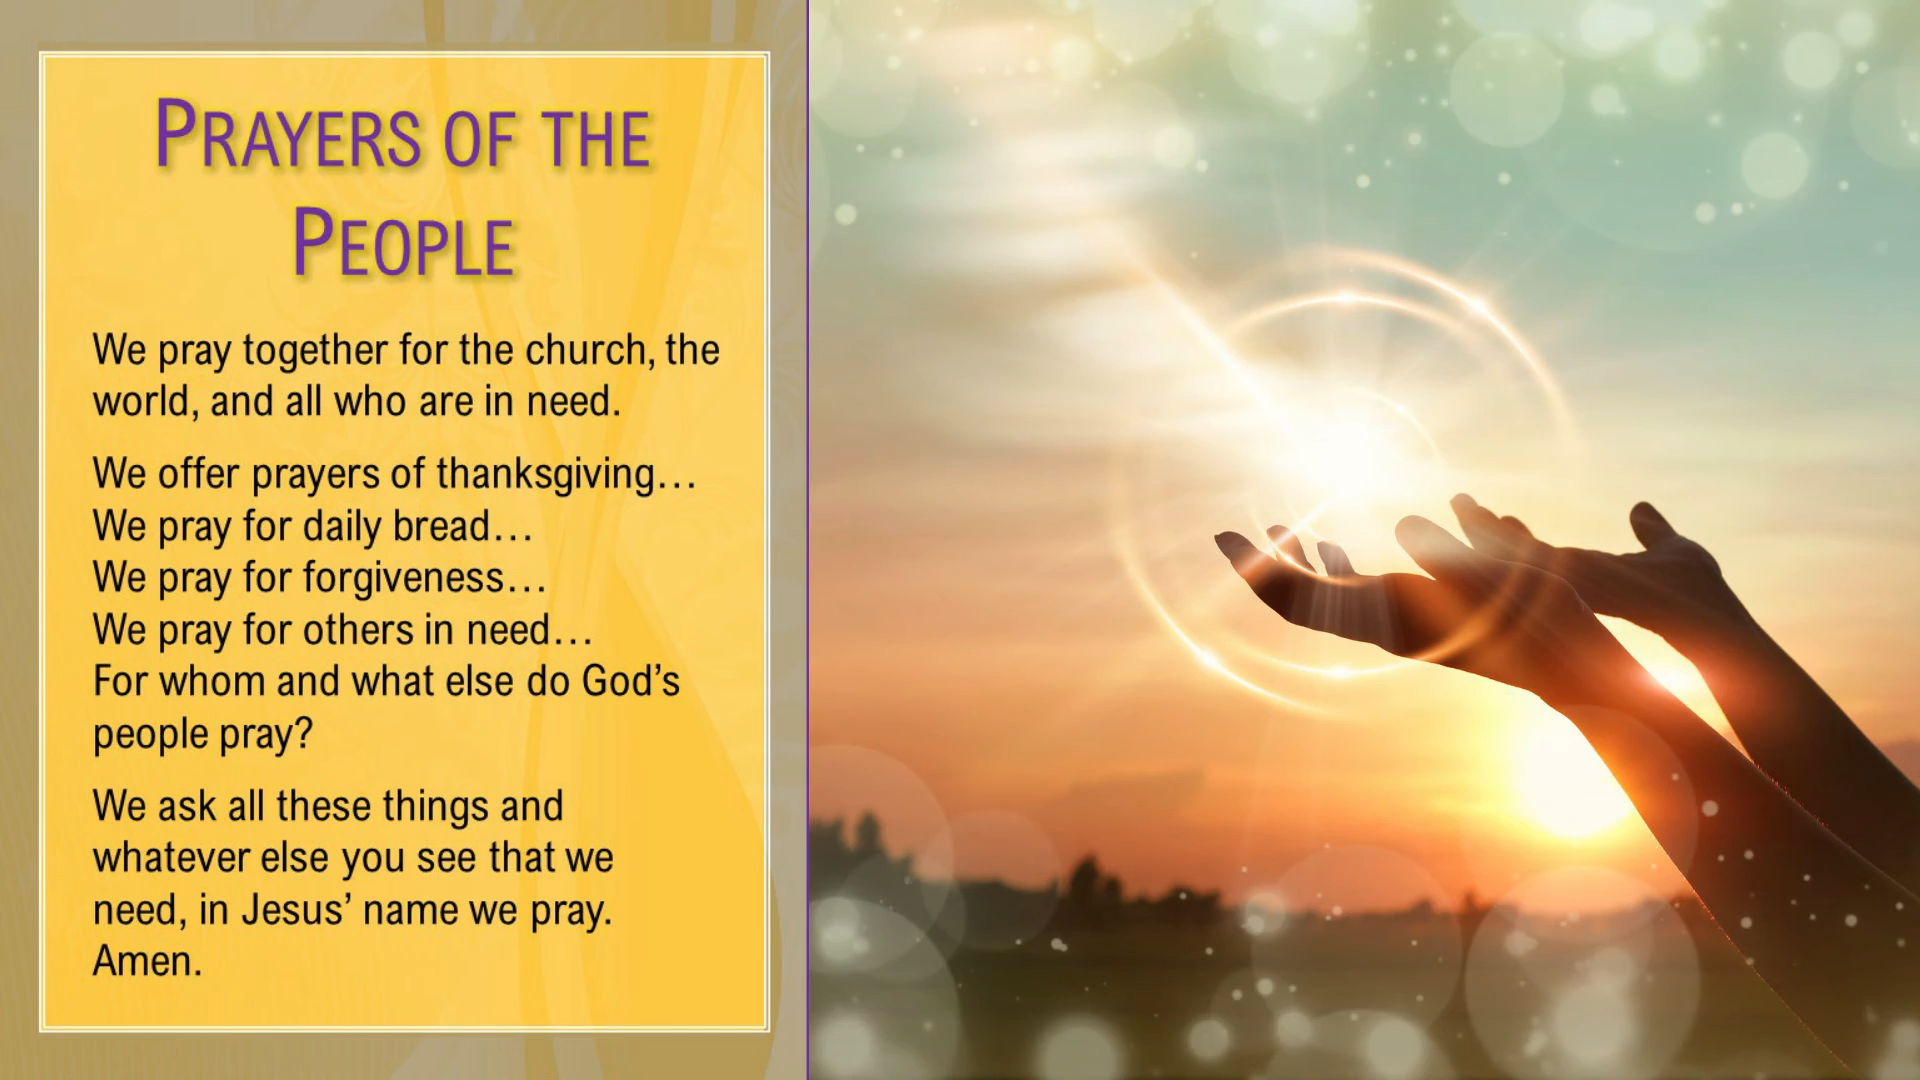 PRAYERS OF THE
PEOPLE
We pray together for the church, the
world, and all who are in need.
We offer prayers of thanksgiving…
We pray for daily bread…
We pray for forgiveness…
We pray for others in need…
For whom and what else do God’s
people pray?
We ask all these things and
whatever else you see that we
need, in Jesus’ name we pray.
Amen.